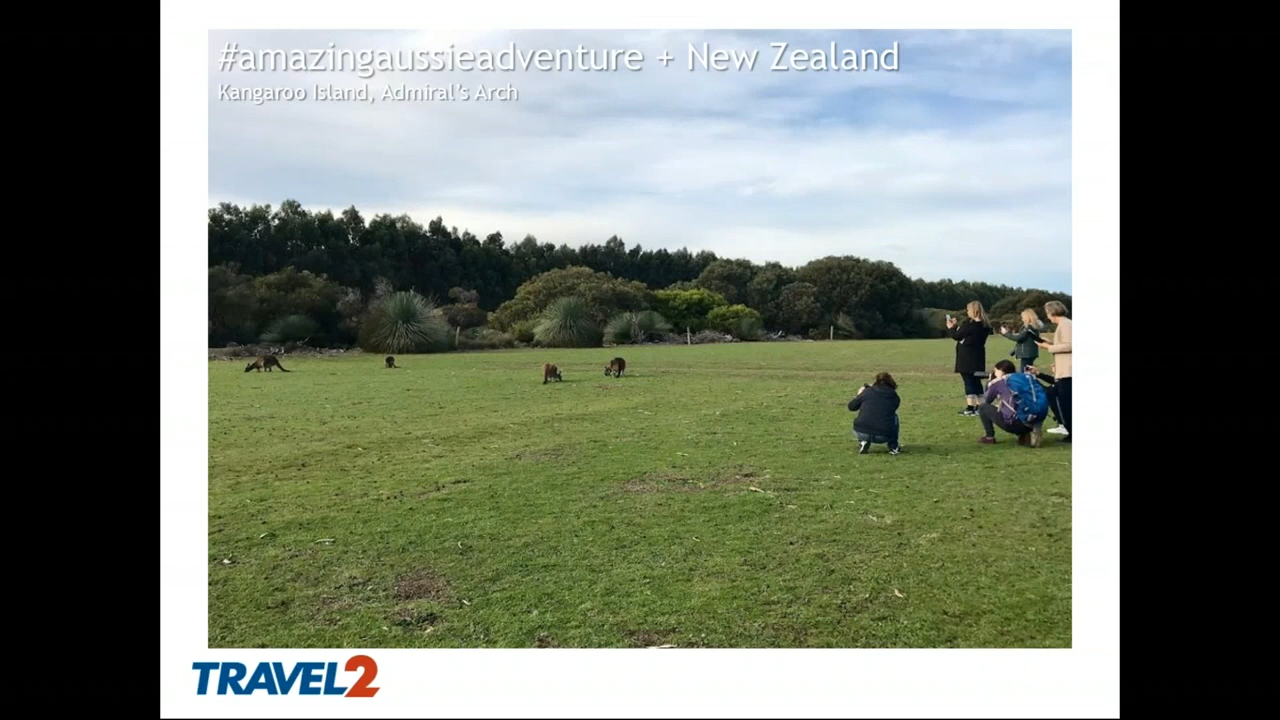 #amazingaussieadventure + New Zealand
Kangaroo Island, Admiral's Arch
TRAVEL2